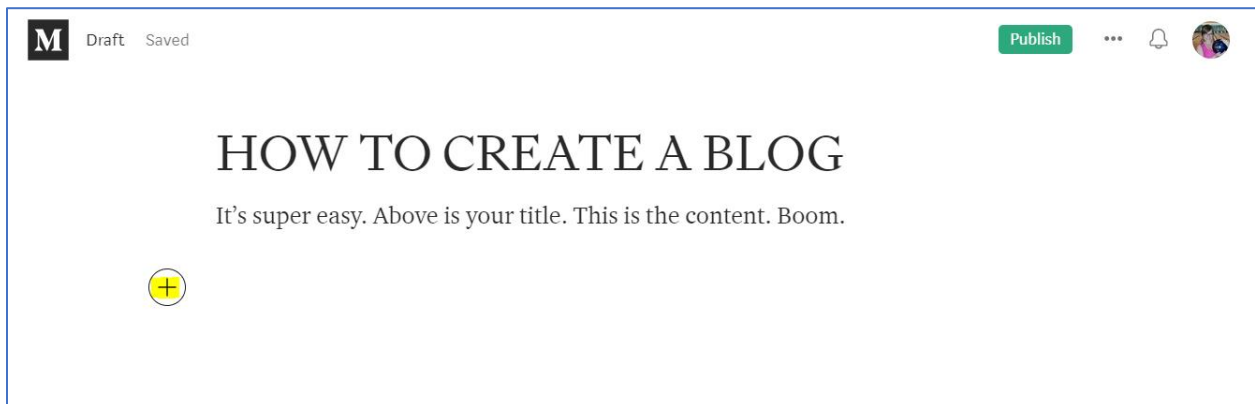 M Draft Saved Publish
HOW TO CREATE A BLOG
It’s super easy. Above is your title. This is the content. Boom.